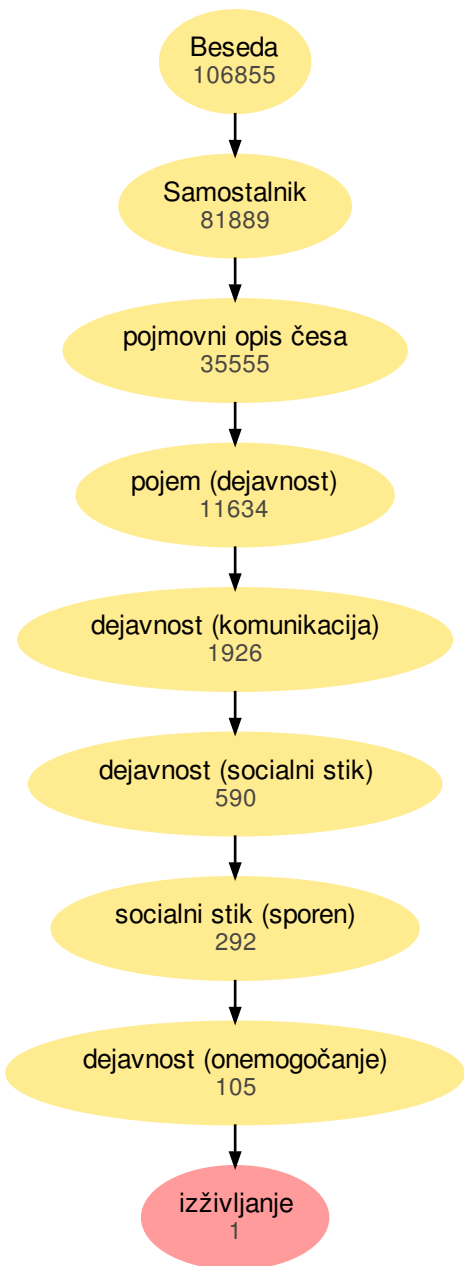 Beseda
106855
Samostalnik
81889
pojmovni opis česa
35555
pojem (dejavnost)
11634
dejavnost (komunikacija)
1926
dejavnost (socialni stik)
590
socialni stik (sporen)
292
dejavnost (onemogočanje)
105
izživljanje
1